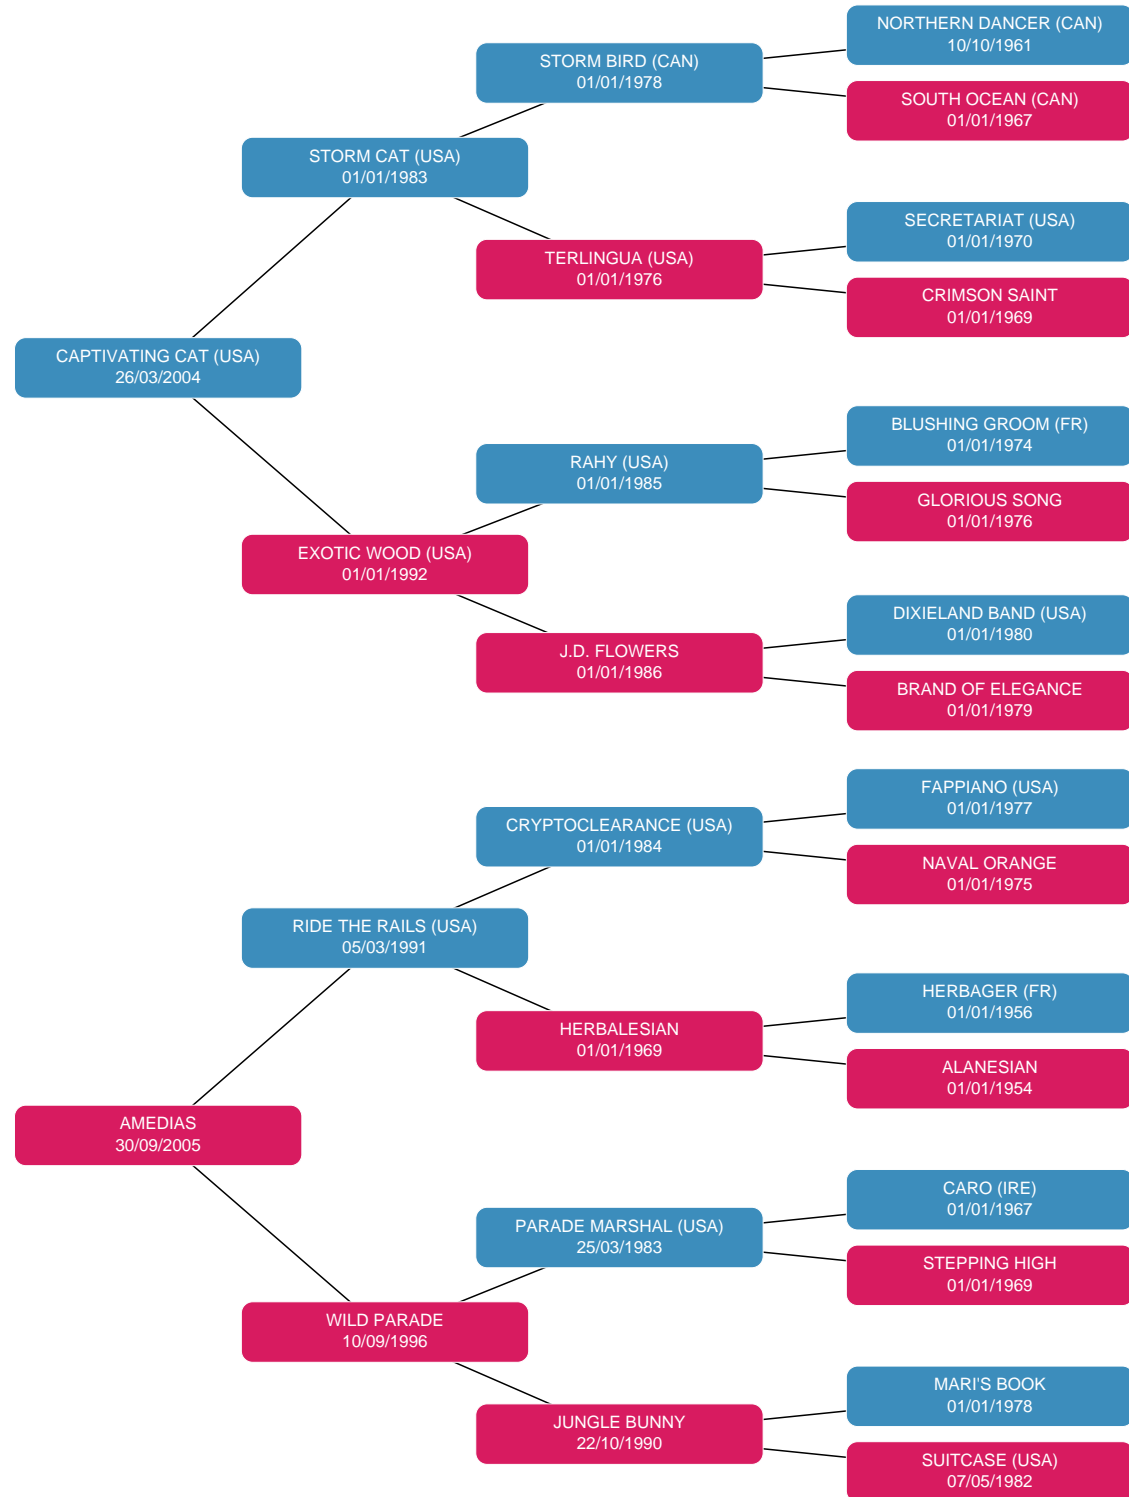 NORTHERN DANCER (CAN)
10/10/1961
STORM BIRD (CAN)
01/01/1978
SOUTH OCEAN (CAN)
01/01/1967
STORM CAT (USA)
01/01/1983
SECRETARIAT (USA)
01/01/1970
TERLINGUA (USA)
01/01/1976
CRIMSON SAINT
01/01/1969
CAPTIVATING CAT (USA)
26/03/2004
BLUSHING GROOM (FR)
01/01/1974
RAHY (USA)
01/01/1985
GLORIOUS SONG
01/01/1976
EXOTIC WOOD (USA)
01/01/1992
DIXIELAND BAND (USA)
01/01/1980
J.D. FLOWERS
01/01/1986
BRAND OF ELEGANCE
01/01/1979
FAPPIANO (USA)
01/01/1977
CRYPTOCLEARANCE (USA)
01/01/1984
NAVAL ORANGE
01/01/1975
RIDE THE RAILS (USA)
05/03/1991
HERBAGER (FR)
01/01/1956
HERBALESIAN
01/01/1969
ALANESIAN
01/01/1954
AMEDIAS
30/09/2005
CARO (IRE)
01/01/1967
PARADE MARSHAL (USA)
25/03/1983
STEPPING HIGH
01/01/1969
WILD PARADE
10/09/1996
MARI'S BOOK
01/01/1978
JUNGLE BUNNY
22/10/1990
SUITCASE (USA)
07/05/1982